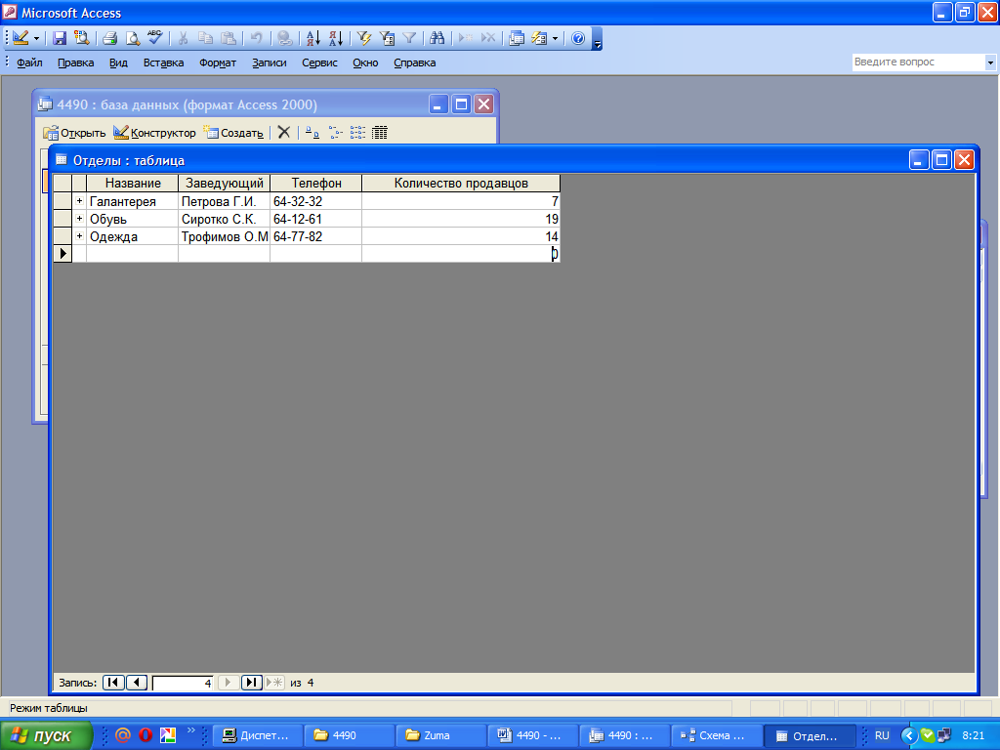 Microsoft Access
Файл Правка Вид Вставка Формат Записи Сервис Окно Справка Введите вопрос
4490 : база данных (формат Access 2000)
Открыть Конструктор Создать
Отделы : таблица
Название Заведующий Телефон Количество продавцов
+ Галантерея Петрова Г.И. 64-32-32 7
+ Обувь Сиротко С.К. 64-12-61 19
+ Одежда Трофимов О.М 64-77-82 14
0
Запись: 4 из 4
Режим таблицы
пуск Диспет... 4490 Zuma 4490 - ... 4490 : ... Схема ... Отдел... RU 8:21